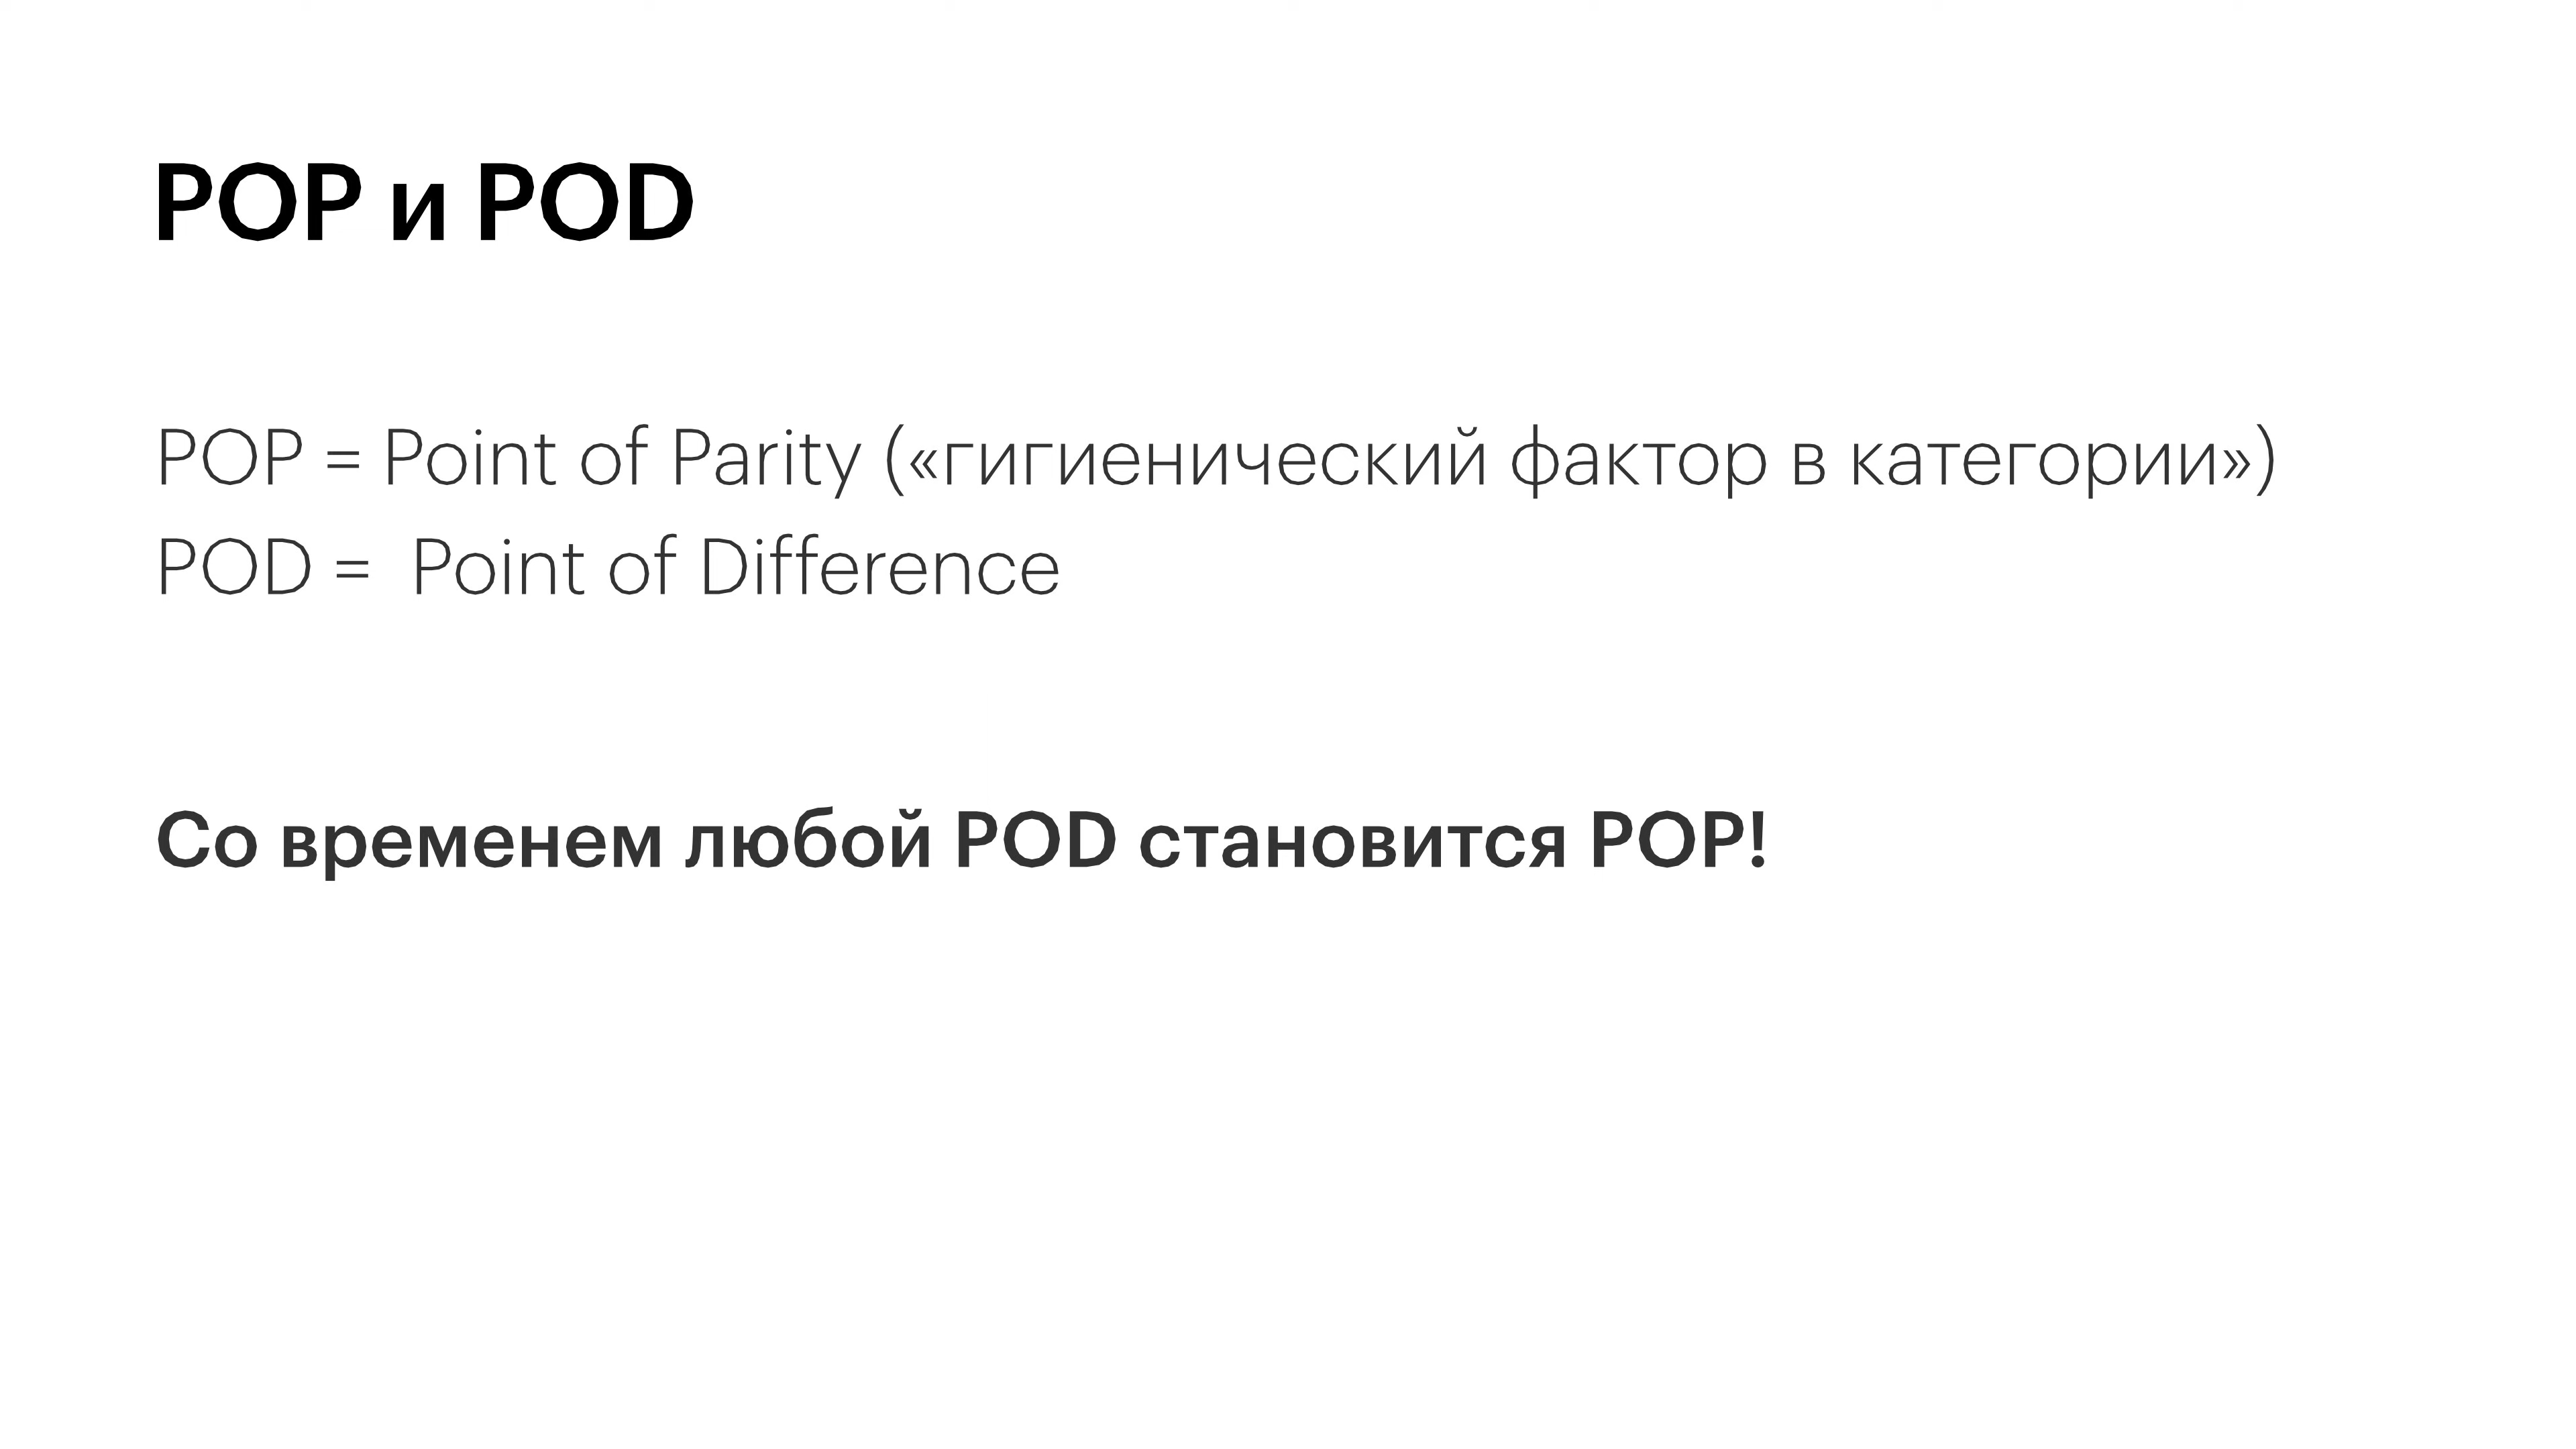 POP и POD
POP = Point of Parity («гигиенический фактор в категории»)
POD =  Point of Difference
Со временем любой POD становится POP!